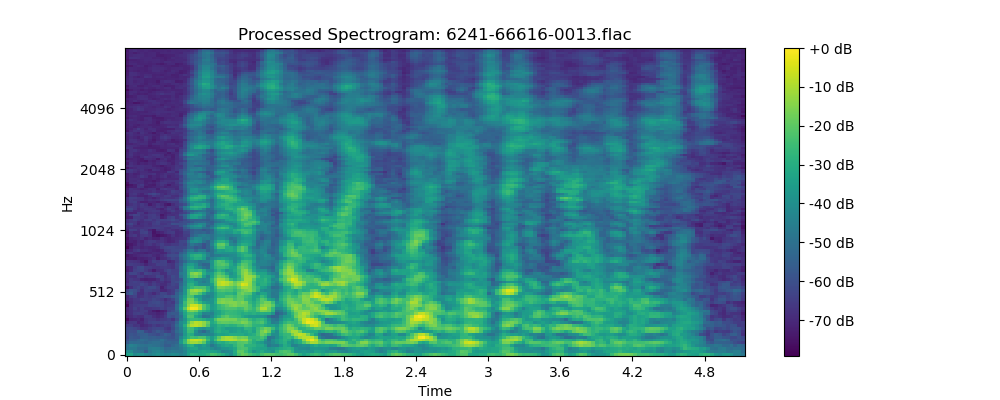 Processed Spectrogram: 6241-66616-0013.flac
Hz
4096
2048
1024
512
0
0 0.6 1.2 1.8 2.4 3 3.6 4.2 4.8
Time
+0 dB
-10 dB
-20 dB
-30 dB
-40 dB
-50 dB
-60 dB
-70 dB